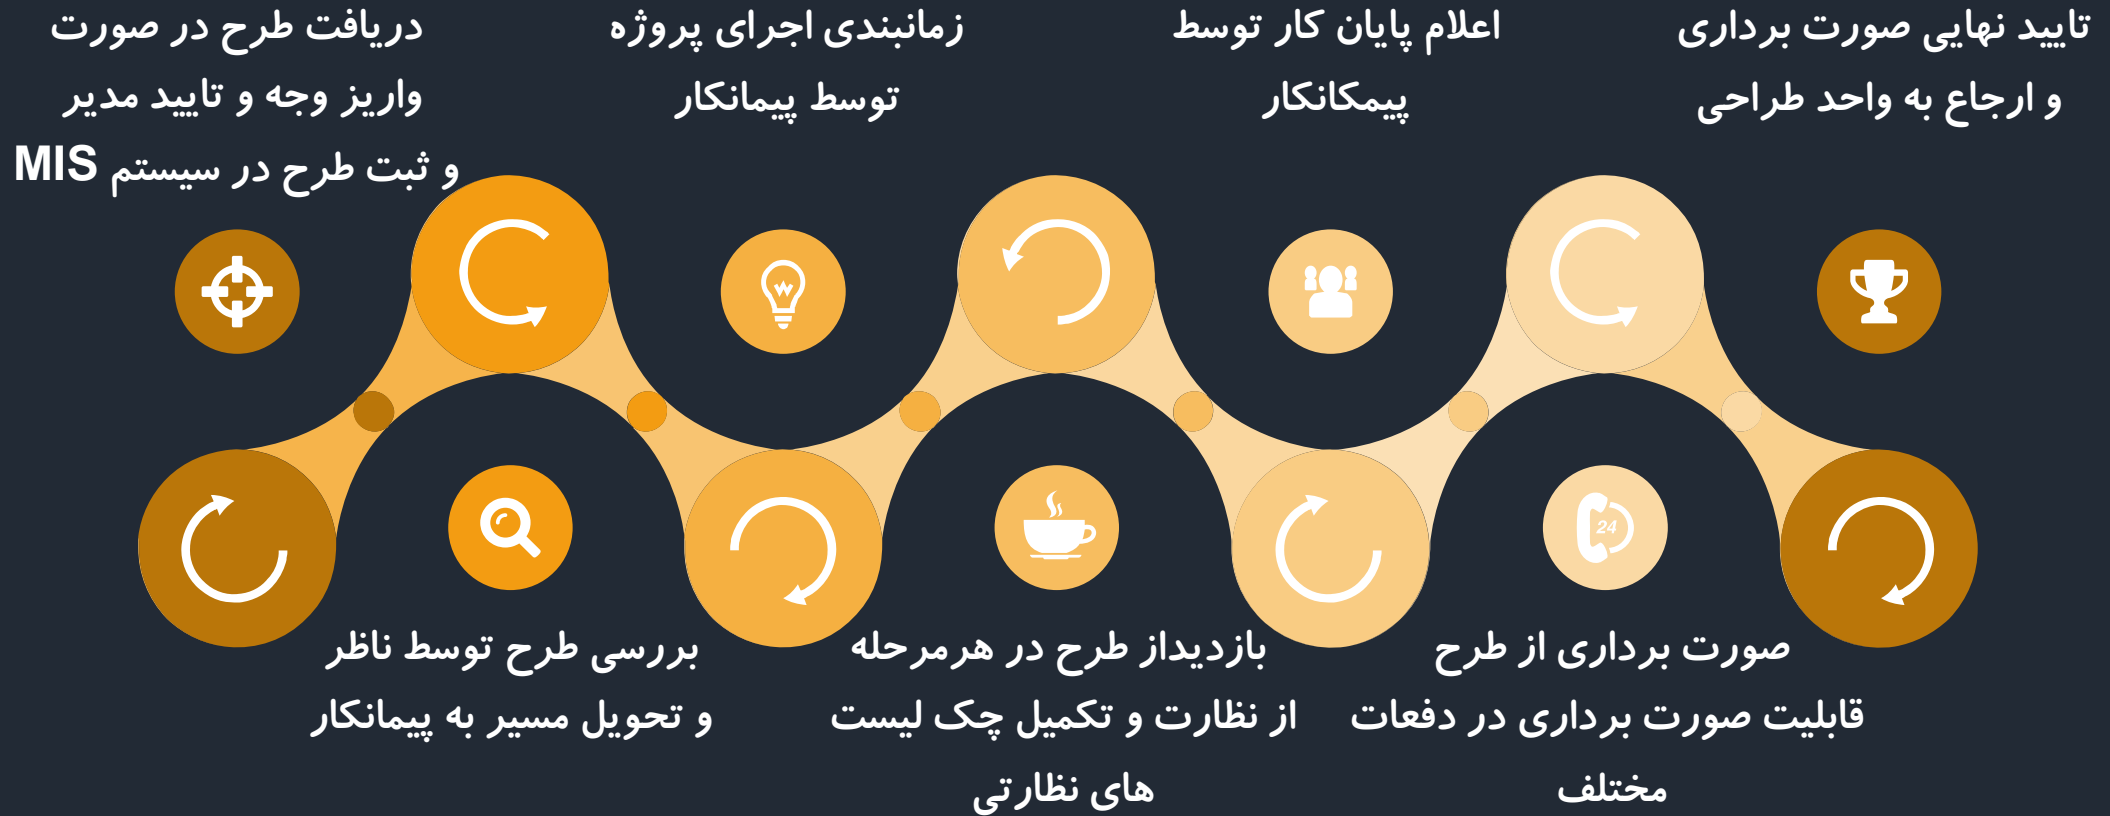 دریافت طرح در صورت
واریز وجه و تایید مدیر
و ثبت طرح در سیستم MIS
بررسی طرح توسط ناظر
و تحویل مسیر به پیمانکار
زمانبندی اجرای پروژه
توسط پیمانکار
بازدیداز طرح در هرمرحله
از نظارت و تکمیل چک لیست
های نظارتی
اعلام پایان کار توسط
پیمکانکار
صورت برداری از طرح
قابلیت صورت برداری در دفعات
مختلف
24
تایید نهایی صورت برداری
و ارجاع به واحد طراحی